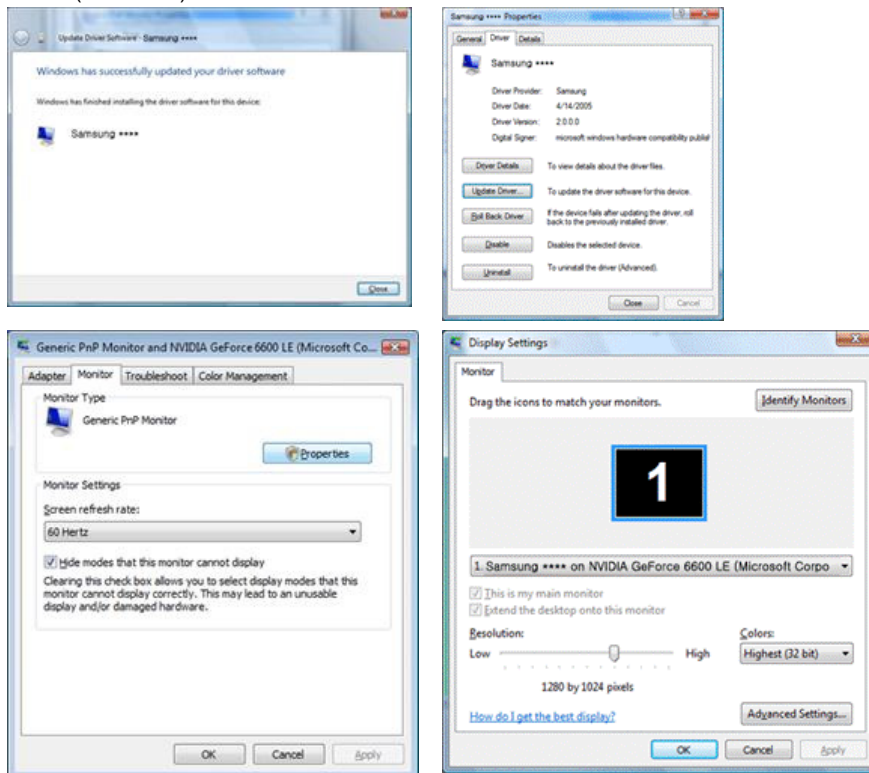 Update Driver Software - Samsung ****
Windows has successfully updated your driver software
Windows has finished installing the driver software for this device:
Samsung ****
Close
Samsung **** Properties
General Driver Details
Samsung ****
Driver Provider: Samsung
Driver Date: 4/14/2005
Driver Version: 2.0.0.0
Digital Signer: microsoft windows hardware compatibility publis
Driver Details To view details about the driver files.
Update Driver... To update the driver software for this device.
Roll Back Driver If the device fails after updating the driver, roll
back to the previously installed driver.
Disable Disables the selected device.
Uninstall To uninstall the driver (Advanced).
Close Cancel
Generic PnP Monitor and NVIDIA GeForce 6600 LE (Microsoft Co...
Adapter Monitor Troubleshoot Color Management
Monitor Type
Generic PnP Monitor
Properties
Monitor Settings
Screen refresh rate:
60 Hertz
Hide modes that this monitor cannot display
Clearing this check box allows you to select display modes that this
monitor cannot display correctly. This may lead to an unusable
display and/or damaged hardware.
OK Cancel Apply
Display Settings
Monitor
Drag the icons to match your monitors.
Identify Monitors
1
1. Samsung **** on NVIDIA GeForce 6600 LE (Microsoft Corpo
This is my main monitor
Extend the desktop onto this monitor
Resolution: Colors:
Low High Highest (32 bit)
1280 by 1024 pixels
How do I get the best display? Advanced Settings...
OK Cancel Apply